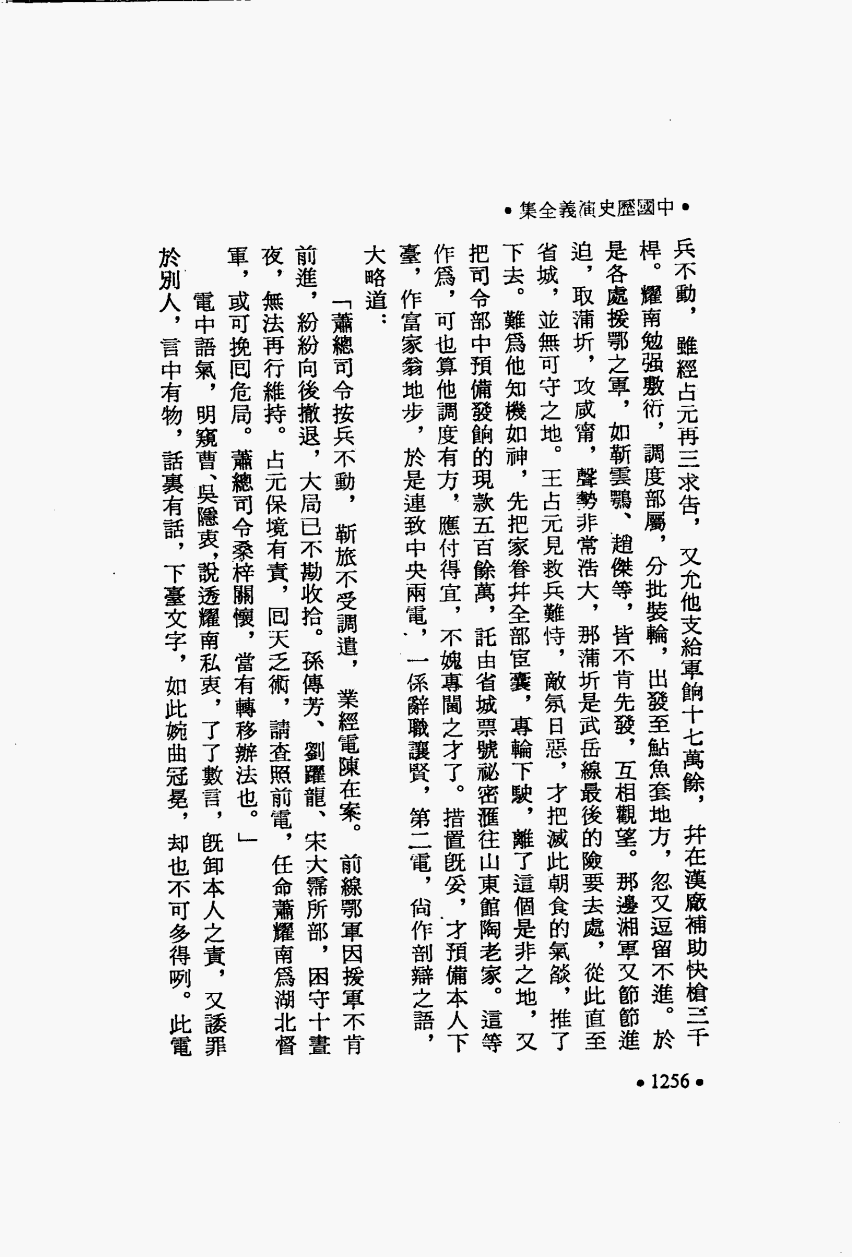 •中國歷史演義全集•
兵不動，雖經占元再三求告，又允他支給軍餉十七萬餘，幷在漢廠補助快槍三千
桿。耀南勉强敷衍，調度部屬，分批裝輪，出發至鮎魚套地方，忽又逗留不進。於
是各處援鄂之軍，如靳雲鶚、趙傑等，皆不肯先發，互相觀望。那邊湘軍又節節進
迫，取蒲圻，攻咸甯，聲勢非常浩大，那蒲圻是武岳線最後的險要去處，從此直至
省城，並無可守之地。王占元見救兵難恃，敵氛日惡，才把滅此朝食的氣燄，推了
下去。難爲他知機如神，先把家眷幷全部宦囊，專輪下駛，離了這個是非之地，又
把司令部中預備發餉的現款五百餘萬，託由省城票號祕密滙往山東館陶老家。這等
作爲，可也算他調度有方，應付得宜，不媿專閫之才了。措置旣妥，才預備本人下
臺，作富家翁地步，於是連致中央兩電，一係辭職讓賢，第二電，尙作剖辯之語，
大略道：
「蕭總司令按兵不動，靳旅不受調遣，業經電陳在案。前線鄂軍因援軍不肯
前進，紛紛向後撤退，大局已不勘收拾。孫傳芳、劉躍龍、宋大霈所部，困守十晝
夜，無法再行維持。占元保境有責，囘天乏術，請查照前電，任命蕭耀南爲湖北督
軍，或可挽囘危局。蕭總司令桑梓關懷，當有轉移辦法也。」
電中語氣，明窺曹、吳隱衷，說透耀南私衷，了了數言，旣卸本人之責，又諉罪
於別人，言中有物，話裏有話，下臺文字，如此婉曲冠冕，却也不可多得咧。此電
•1256•